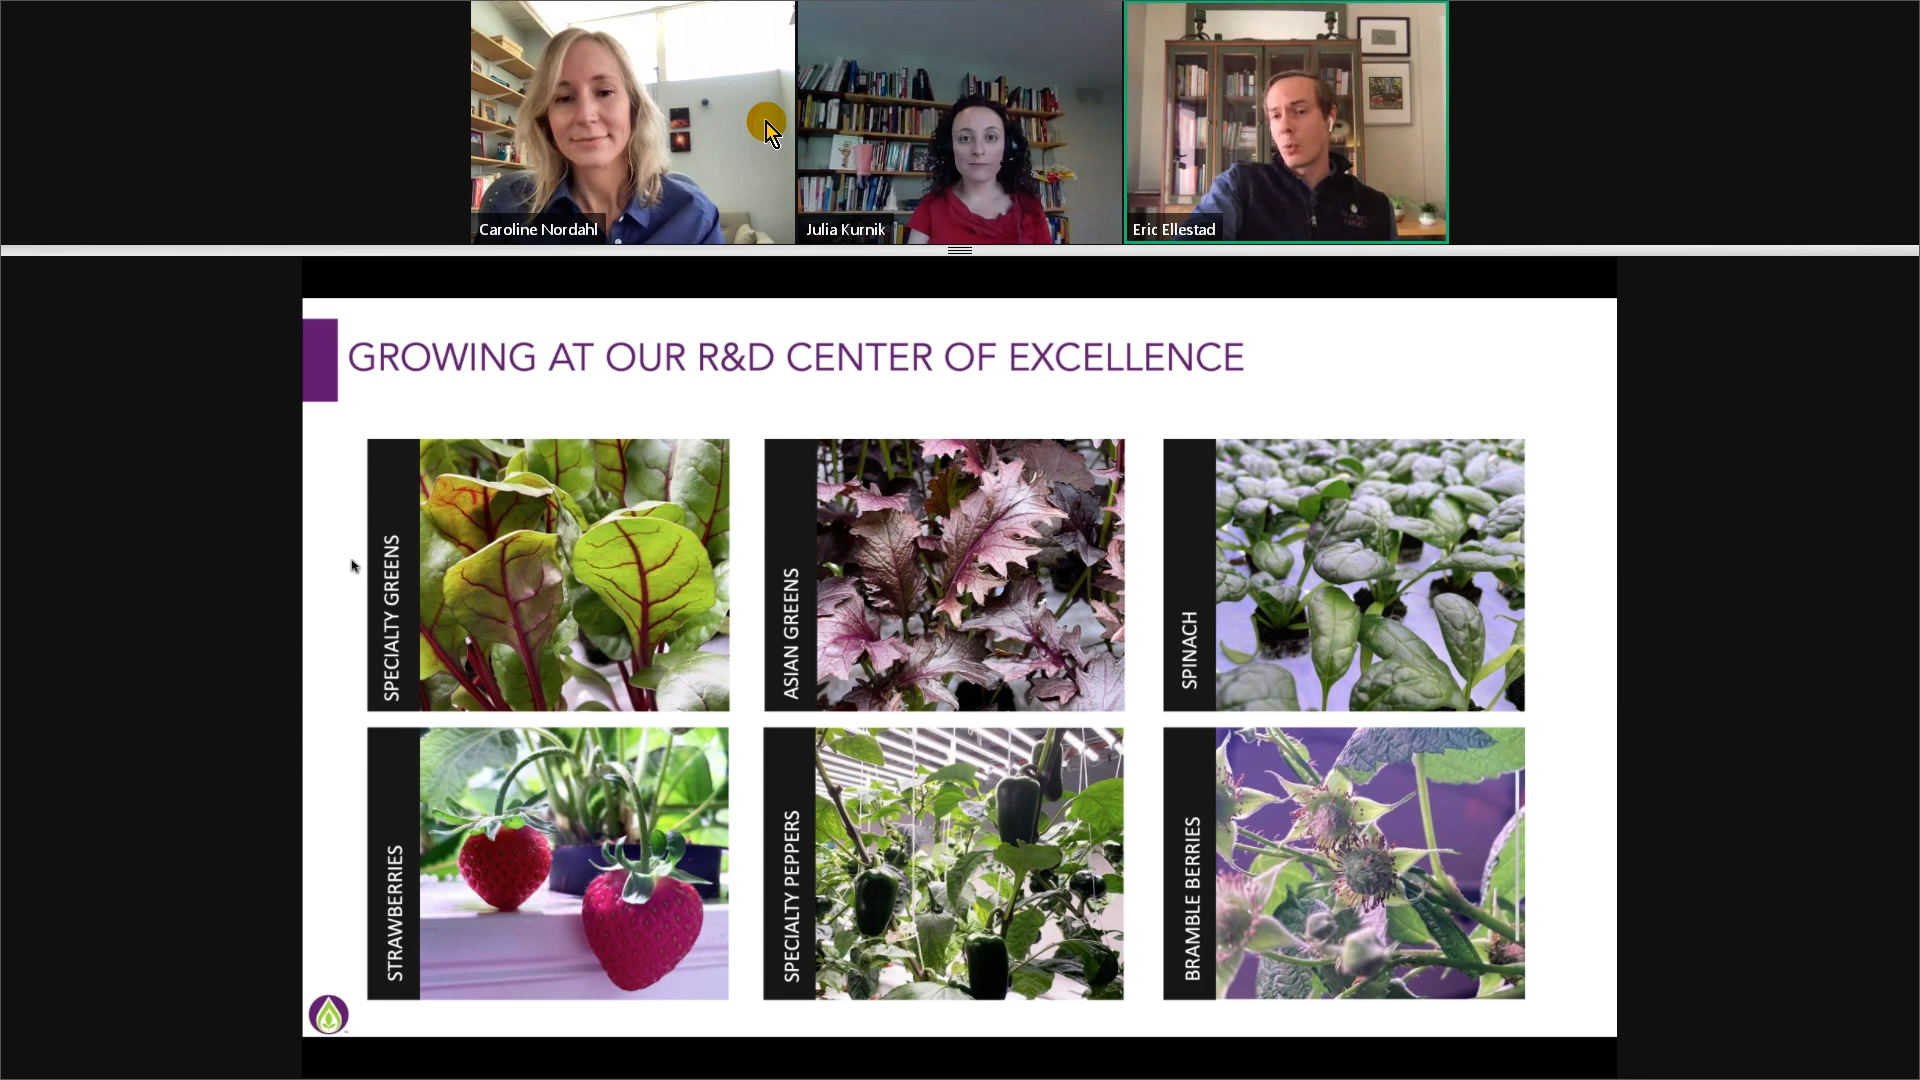 Caroline Nordahl
Julia Kurnik
Eric Ellestad
GROWING AT OUR R&D CENTER OF EXCELLENCE
SPECIALTY GREENS
ASIAN GREENS
SPINACH
STRAWBERRIES
SPECIALTY PEPPERS
BRAMBLE BERRIES